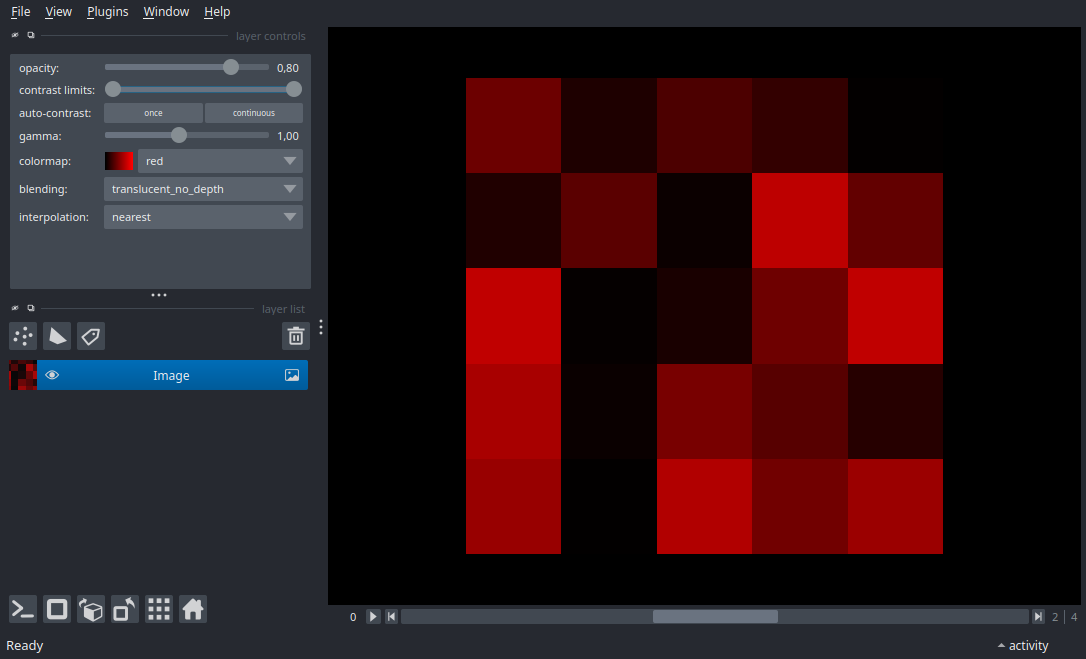 File View Plugins Window Help
layer controls
opacity: 0,80
contrast limits:
auto-contrast: once continuous
gamma: 1,00
colormap: red
blending: translucent_no_depth
interpolation: nearest
layer list
Image
0 2 4
Ready activity